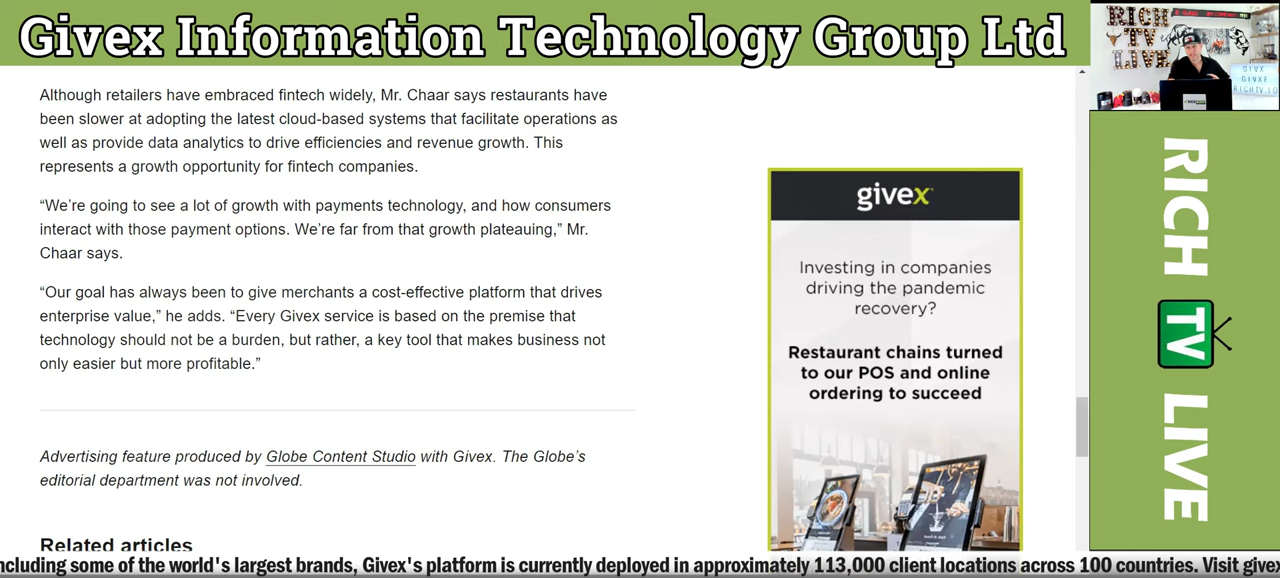 Givex Information Technology Group Ltd
Although retailers have embraced fintech widely, Mr. Chaar says restaurants have
been slower at adopting the latest cloud-based systems that facilitate operations as
well as provide data analytics to drive efficiencies and revenue growth. This
represents a growth opportunity for fintech companies.
“We’re going to see a lot of growth with payments technology, and how consumers
interact with those payment options. We’re far from that growth plateauing,” Mr.
Chaar says.
“Our goal has always been to give merchants a cost-effective platform that drives
enterprise value,” he adds. “Every Givex service is based on the premise that
technology should not be a burden, but rather, a key tool that makes business not
only easier but more profitable.”
Advertising feature produced by Globe Content Studio with Givex. The Globe’s
editorial department was not involved.
Related articles
givex
Investing in companies
driving the pandemic
recovery?
Restaurant chains turned
to our POS and online
ordering to succeed
RICH
TV
LIVE
GIVX
GIVXF
RICHTV.IO
RICH TV LIVE
ncluding some of the world's largest brands, Givex's platform is currently deployed in approximately 113,000 client locations across 100 countries. Visit givex